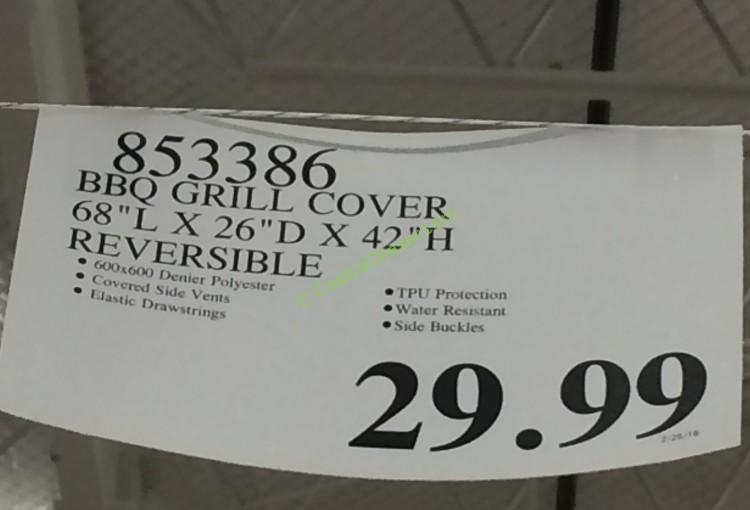 853386
BBQ GRILL COVER
68"L X 26"D X 42"H
REVERSIBLE
• 600x600 Denier Polyester
• Covered Side Vents
• Elastic Drawstrings
• TPU Protection
• Water Resistant
• Side Buckles
29.99
2/25/16